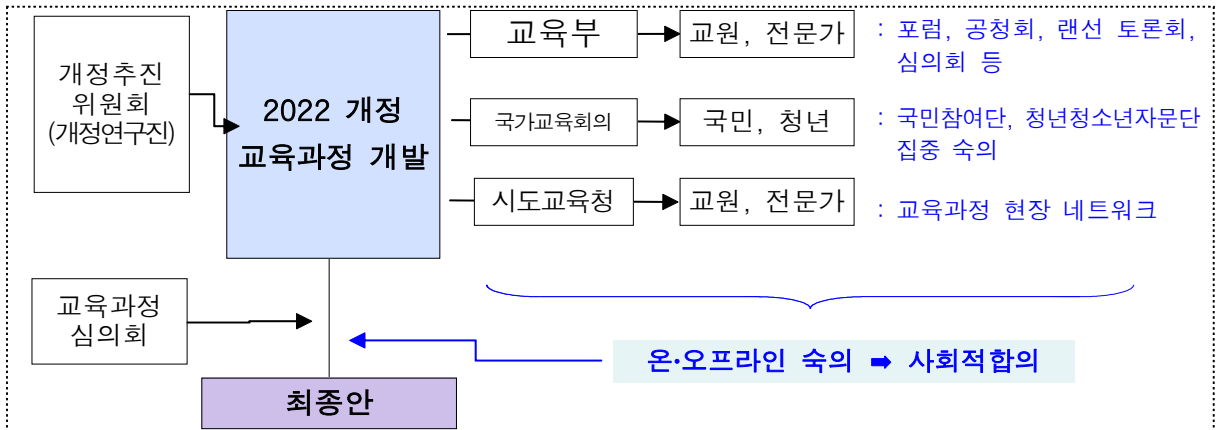 개정추진
위원회
(개정연구진)
2022 개정
교육과정 개발
교육부
교원, 전문가
: 포럼, 공청회, 랜선 토론회,
심의회 등
국가교육회의
국민, 청년
: 국민참여단, 청년청소년자문단
집중 숙의
시도교육청
교원, 전문가
: 교육과정 현장 네트워크
교육과정
심의회
온·오프라인 숙의 ➡ 사회적합의
최종안